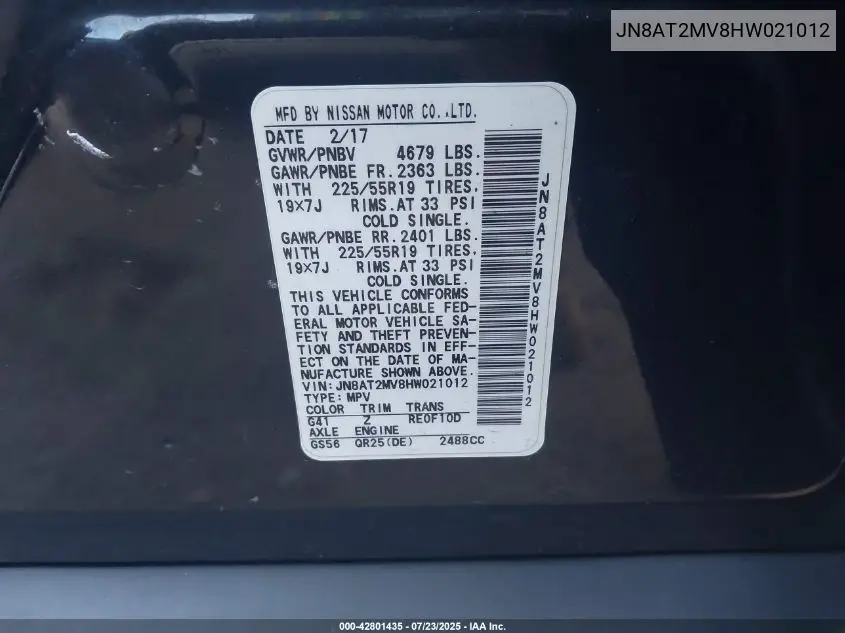 JN8AT2MV8HW021012
MFD BY NISSAN MOTOR CO.,LTD.
DATE 2/17
GVWR/PNBV 4679 LBS.
GAWR/PNBE FR. 2363 LBS.
WITH 225/55R19 TIRES,
19×7J RIMS.AT 33 PSI
COLD SINGLE.
GAWR/PNBE RR. 2401 LBS.
WITH 225/55R19 TIRES,
19×7J RIMS.AT 33 PSI
COLD SINGLE.
THIS VEHICLE CONFORMS
TO ALL APPLICABLE FED-
ERAL MOTOR VEHICLE SA-
FETY AND THEFT PREVEN-
TION STANDARDS IN EFF-
ECT ON THE DATE OF MA-
NUFACTURE SHOWN ABOVE.
VIN:JN8AT2MV8HW021012
TYPE: MPV
COLOR TRIM TRANS
G41 Z RE0F10D
AXLE ENGINE
GS56 QR25(DE) 2488CC
JN8AT2MV8HW021012
000-42801435 - 07/23/2025 - IAA Inc.